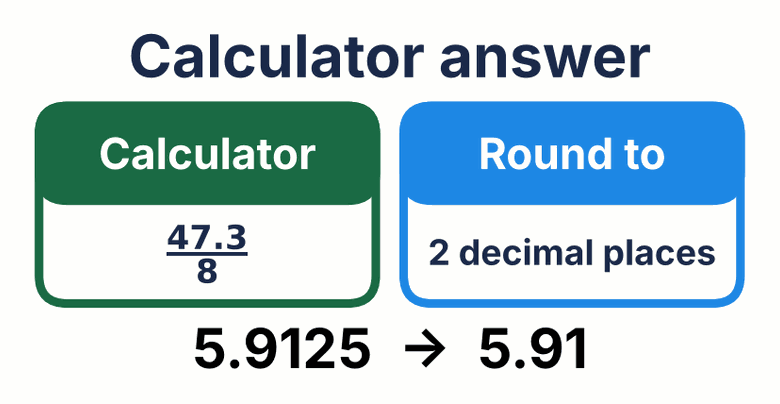 Calculator answer
Calculator
Round to
47.3
8
2 decimal places
5.9125 → 5.91